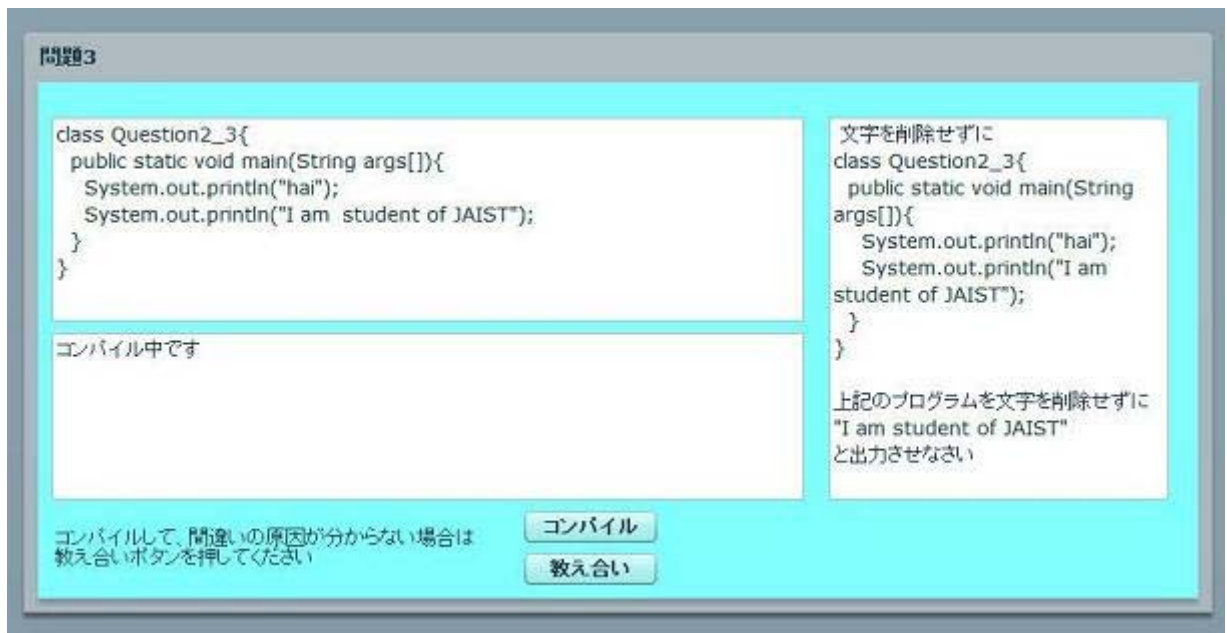 問題3
class Question2_3{
public static void main(String args[]){
System.out.println("hai");
System.out.println("I am  student of JAIST");
}
}
コンパイル中です
コンパイルして、間違いの原因が分からない場合は
教え合いボタンを押してください
コンパイル
教え合い
文字を削除せずに
class Question2_3{
public static void main(String
args[]){
System.out.println("hai");
System.out.println("I am
student of JAIST");
}
}
上記のプログラムを文字を削除せずに
"I am student of JAIST"
と出力させなさい